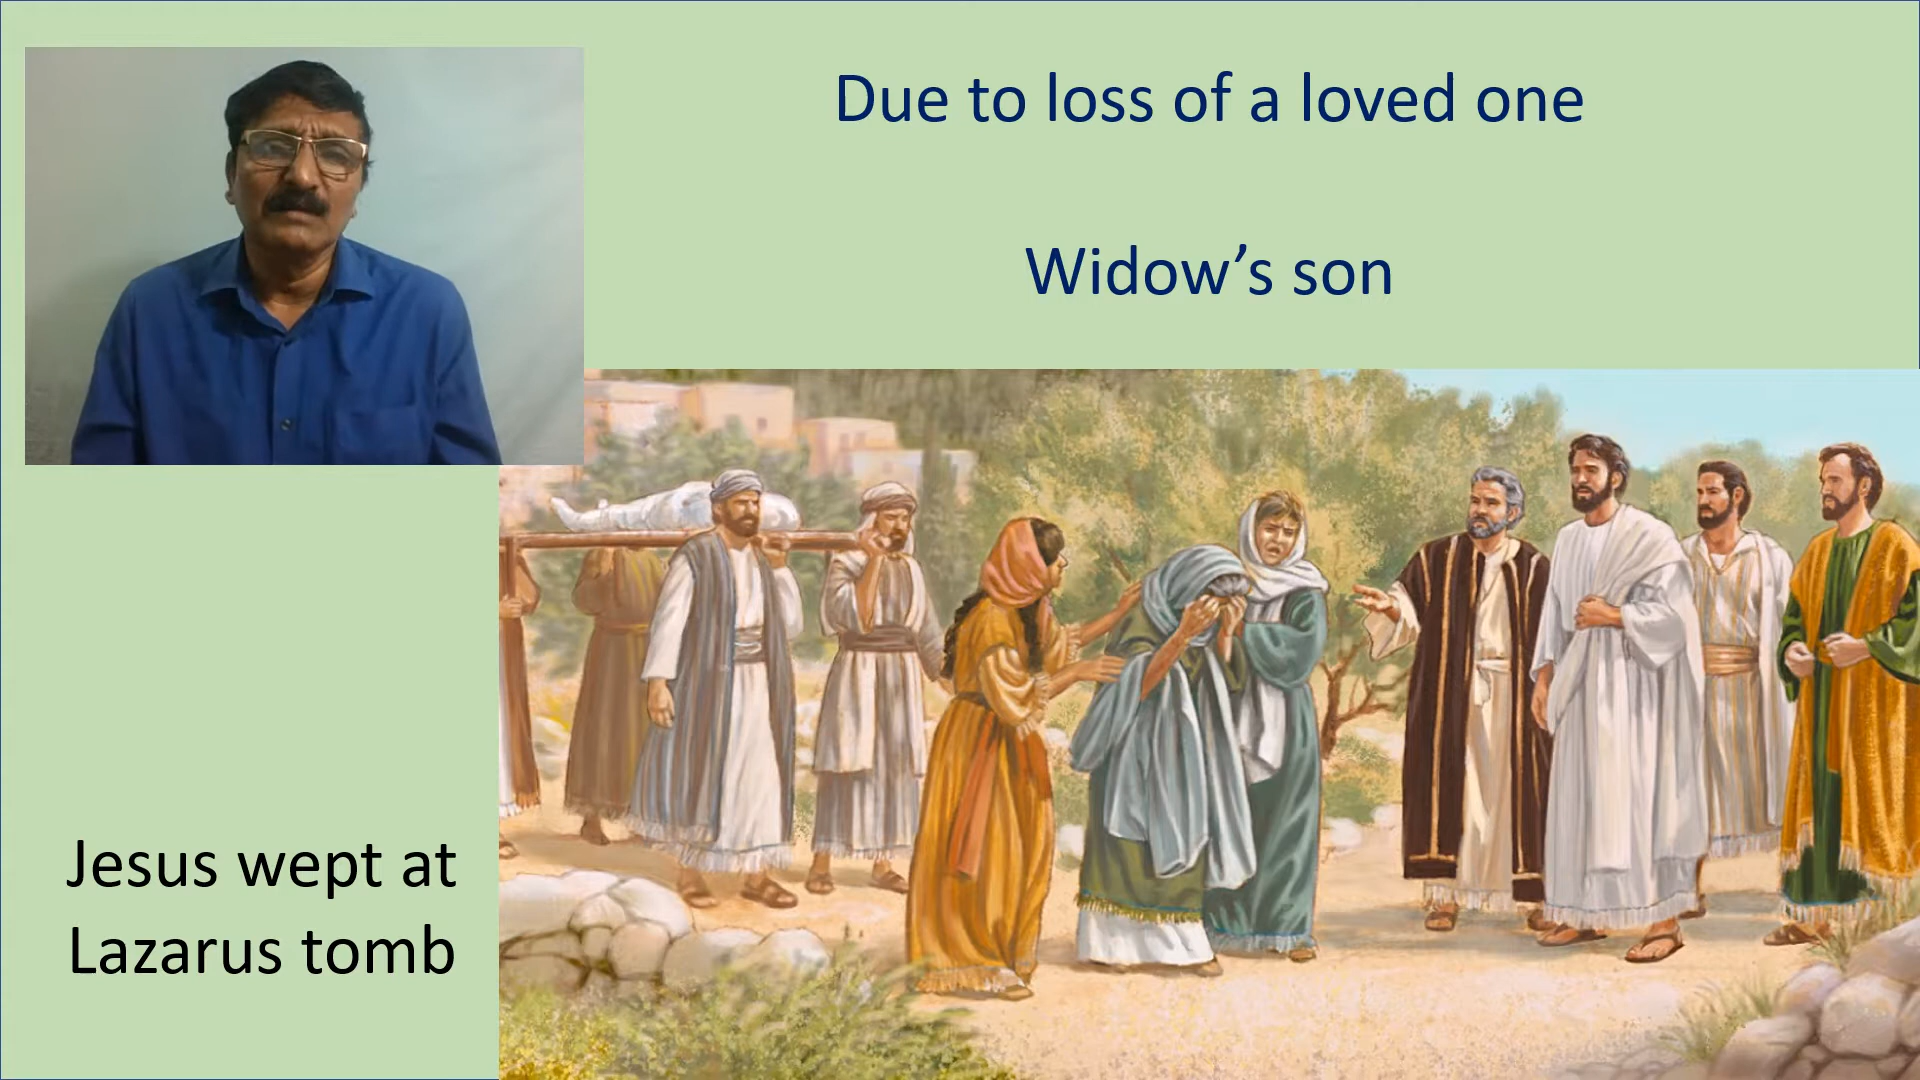 Due to loss of a loved one
Widow’s son
Jesus wept at
Lazarus tomb